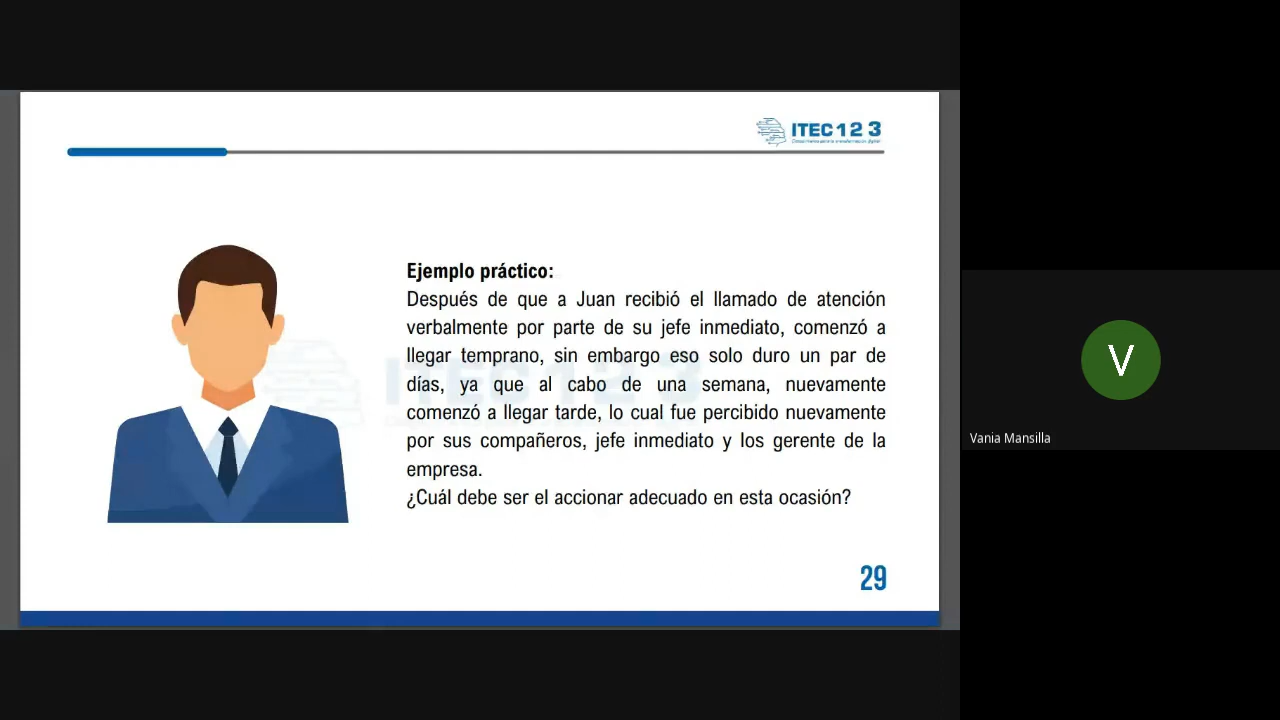 ITEC 1 2 3
Ejemplo práctico:
Después de que a Juan recibió el llamado de atención
verbalmente por parte de su jefe inmediato, comenzó a
llegar temprano, sin embargo eso solo duro un par de
días, ya que al cabo de una semana, nuevamente
comenzó a llegar tarde, lo cual fue percibido nuevamente
por sus compañeros, jefe inmediato y los gerente de la
empresa.
¿Cuál debe ser el accionar adecuado en esta ocasión?
29
V
Vania Mansilla